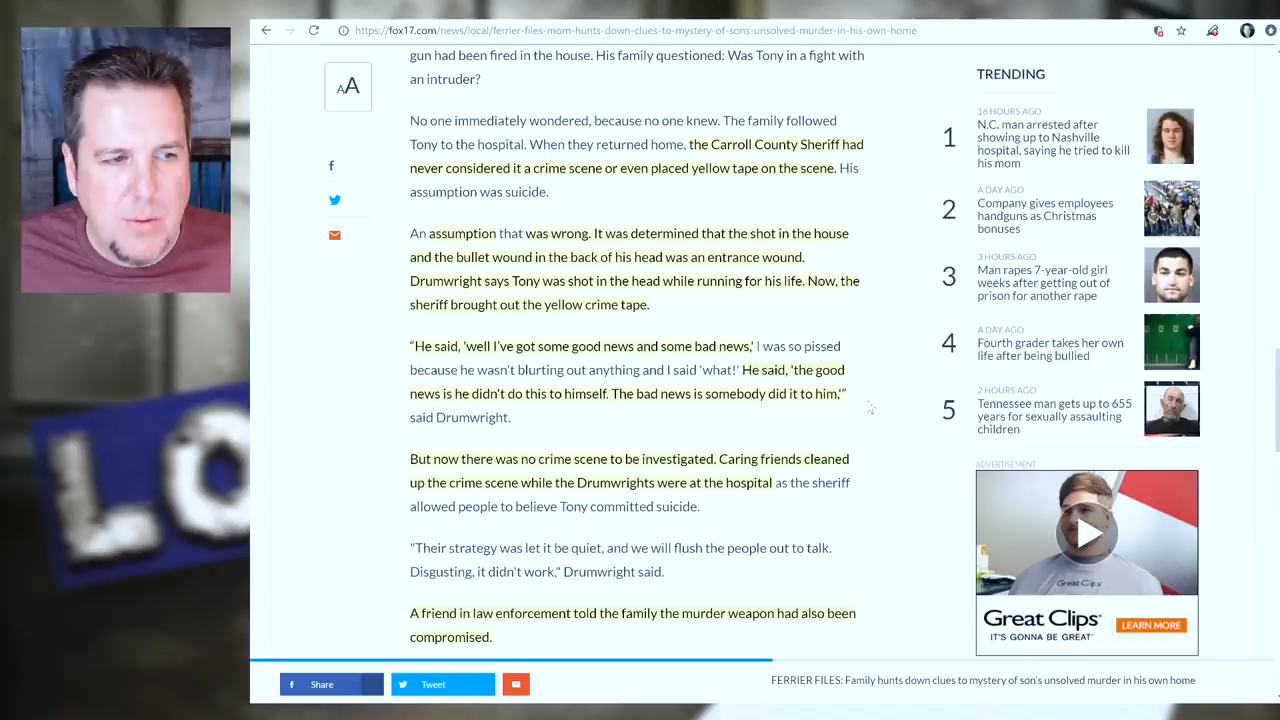 https://fox17.com/news/local/ferrier-files-mom-hunts-down-clues-to-mystery-of-sons-unsolved-murder-in-his-own-home
gun had been fired in the house. His family questioned: Was Tony in a fight with
an intruder?
AA
No one immediately wondered, because no one knew. The family followed
Tony to the hospital. When they returned home, the Carroll County Sheriff had
never considered it a crime scene or even placed yellow tape on the scene. His
assumption was suicide.
An assumption that was wrong. It was determined that the shot in the house
and the bullet wound in the back of his head was an entrance wound.
Drumwright says Tony was shot in the head while running for his life. Now, the
sheriff brought out the yellow crime tape.
“He said, 'well I've got some good news and some bad news,' I was so pissed
because he wasn't blurting out anything and I said 'what!' He said, 'the good
news is he didn't do this to himself. The bad news is somebody did it to him,'”
said Drumwright.
But now there was no crime scene to be investigated. Caring friends cleaned
up the crime scene while the Drumwrights were at the hospital as the sheriff
allowed people to believe Tony committed suicide.
"Their strategy was let it be quiet, and we will flush the people out to talk.
Disgusting, it didn't work," Drumwright said.
A friend in law enforcement told the family the murder weapon had also been
compromised.
TRENDING
1
16 HOURS AGO
N.C. man arrested after
showing up to Nashville
hospital, saying he tried to kill
his mom
2
A DAY AGO
Company gives employees
handguns as Christmas
bonuses
3
3 HOURS AGO
Man rapes 7-year-old girl
weeks after getting out of
prison for another rape
4
A DAY AGO
Fourth grader takes her own
life after being bullied
5
2 HOURS AGO
Tennessee man gets up to 655
years for sexually assaulting
children
ADVERTISEMENT
Great Clips
Great Clips
IT'S GONNA BE GREAT
LEARN MORE
Share
Tweet
FERRIER FILES: Family hunts down clues to mystery of son's unsolved murder in his own home
LO